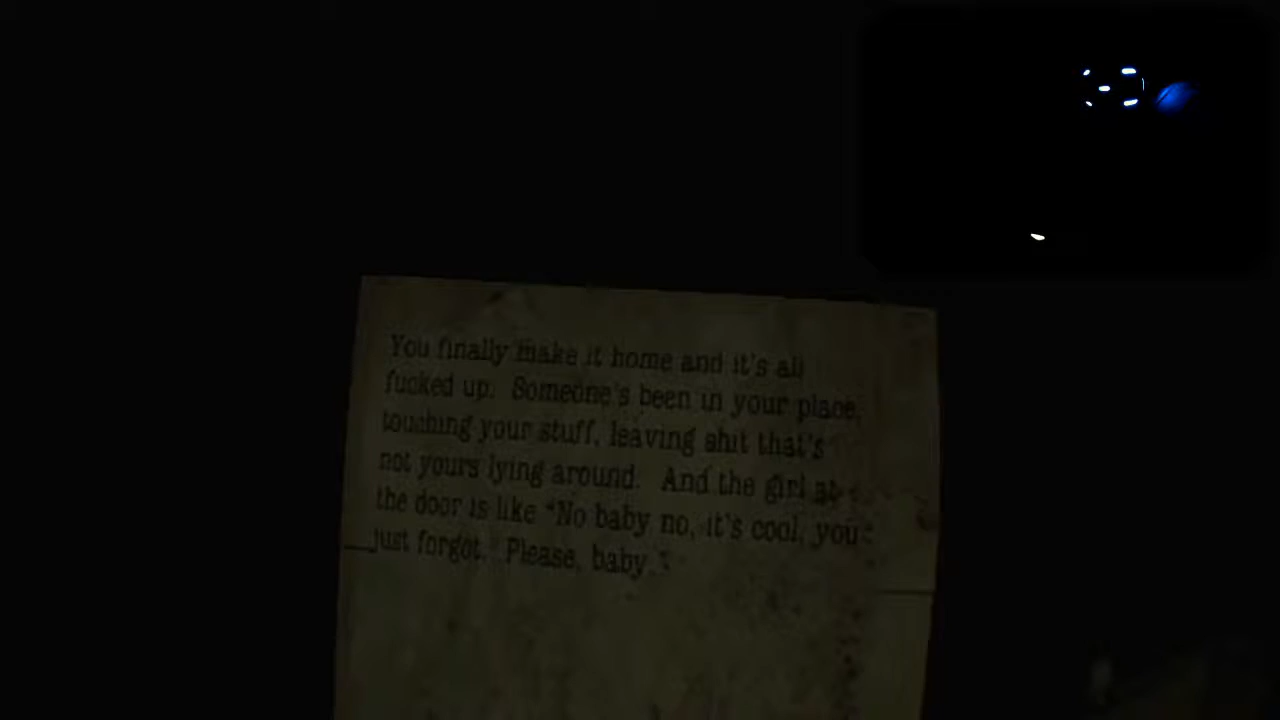 You finally make it home and it's all
fucked up. Someone's been in your place,
touching your stuff, leaving shit that's
not yours lying around. And the girl at
the door is like "No baby no, it's cool, you
just forgot. Please, baby."